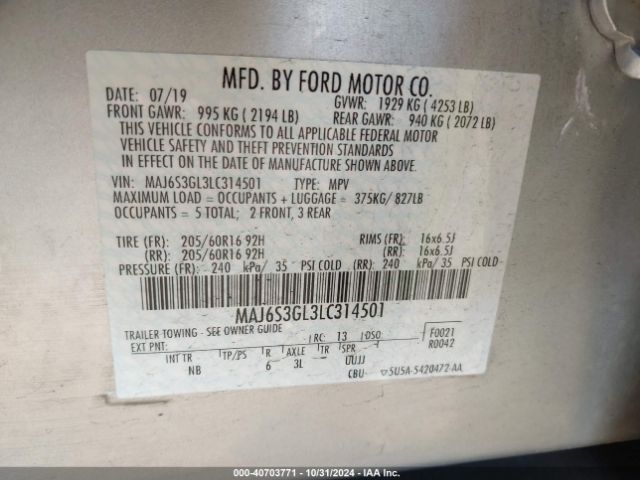 MFD. BY FORD MOTOR CO.
DATE: 07/19 GVWR: 1929 KG ( 4253 LB)
FRONT GAWR: 995 KG ( 2194 LB) REAR GAWR: 940 KG ( 2072 LB)
THIS VEHICLE CONFORMS TO ALL APPLICABLE FEDERAL MOTOR
VEHICLE SAFETY AND THEFT PREVENTION STANDARDS
IN EFFECT ON THE DATE OF MANUFACTURE SHOWN ABOVE.
VIN: MAJ6S3GL3LC314501 TYPE: MPV
MAXIMUM LOAD = OCCUPANTS + LUGGAGE = 375KG/ 827LB
OCCUPANTS = 5 TOTAL; 2 FRONT, 3 REAR
TIRE (FR): 205/60R16 92H RIMS (FR): 16x6.5J
(RR): 205/60R16 92H (RR): 16x6.5J
PRESSURE (FR): 240 kPa/ 35 PSI COLD (RR): 240 kPa/ 35 PSI COLD
MAJ6S3GL3LC314501
TRAILER TOWING - SEE OWNER GUIDE
EXT PNT: RC: 13 DSO: F0021
R0042
INT TR TP/PS R AXLE TR SPR
NB 6 3L UUJJ
CBU 5U5A-5420472-AA
000-40703771 - 10/31/2024 - IAA Inc.